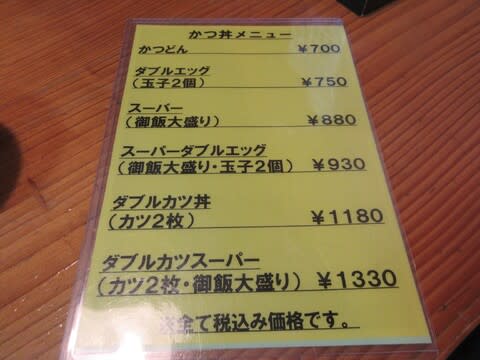 かつ丼メニュー
かつどん ￥700
ダブルエッグ
（玉子２個） ￥750
スーパー
（御飯大盛り） ￥880
スーパーダブルエッグ
（御飯大盛り・玉子２個） ￥930
ダブルカツ丼
（カツ２枚） ￥1180
ダブルカツスーパー
（カツ２枚・御飯大盛り） ￥1330
※全て税込み価格です。